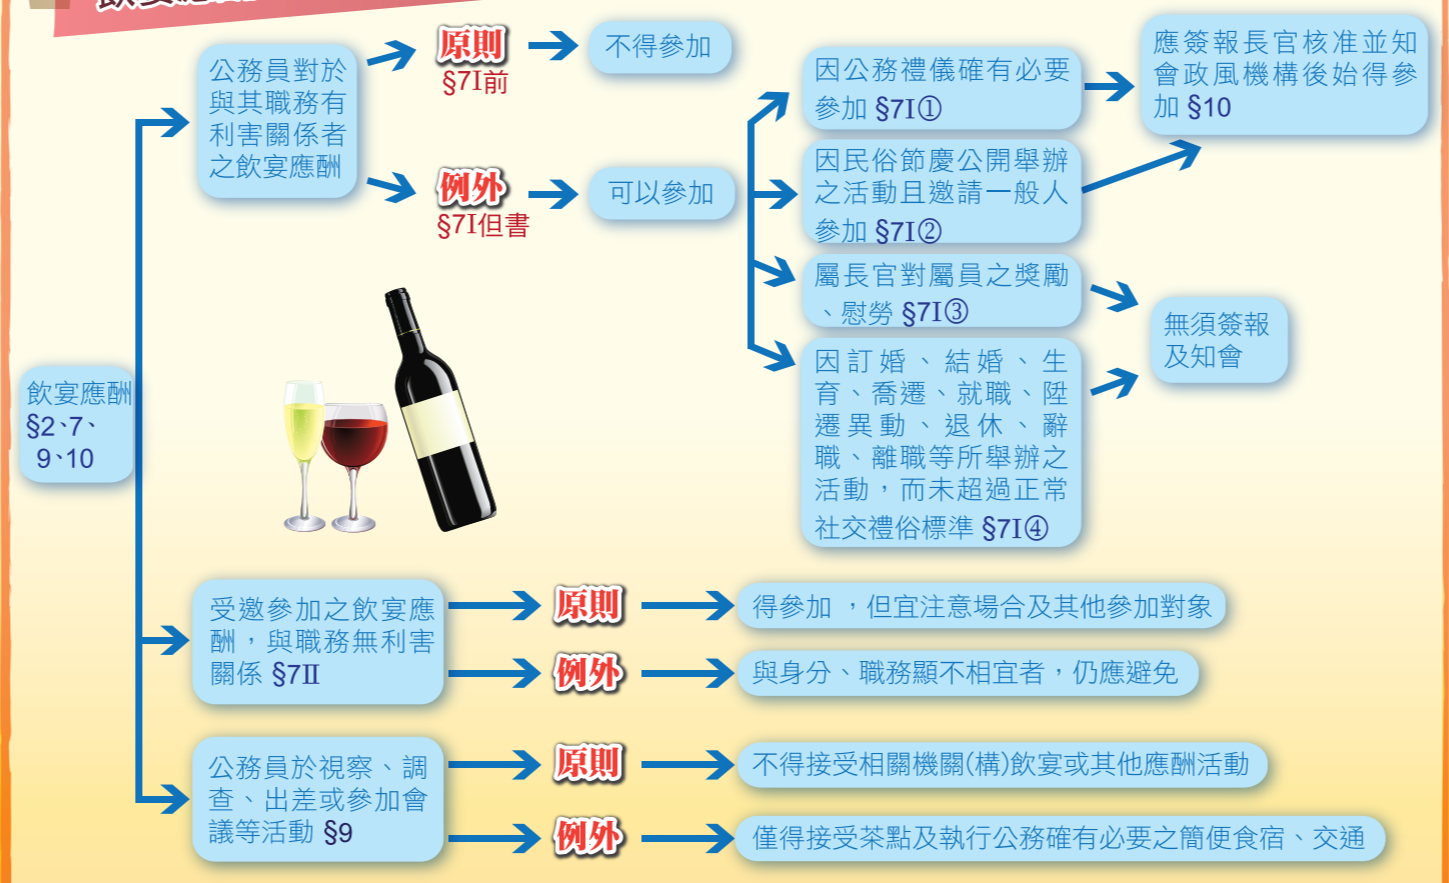 飲宴應酬
§2、7、
9、10
公務員對於
與其職務有
利害關係者
之飲宴應酬
原則
§7I前
不得參加
例外
§7I但書
可以參加
因公務禮儀確有必要
參加 §7I①
因民俗節慶公開舉辦
之活動且邀請一般人
參加 §7I②
應簽報長官核准並知
會政風機構後始得參
加 §10
屬長官對屬員之獎勵
、慰勞 §7I③
因訂婚、結婚、生
育、喬遷、就職、陞
遷異動、退休、辭
職、離職等所舉辦之
活動，而未超過正常
社交禮俗標準 §7I④
無須簽報
及知會
受邀參加之飲宴應
酬，與職務無利害
關係 §7Ⅱ
原則
得參加 ，但宜注意場合及其他參加對象
例外
與身分、職務顯不相宜者，仍應避免
公務員於視察、調
查、出差或參加會
議等活動 §9
原則
不得接受相關機關(構)飲宴或其他應酬活動
例外
僅得接受茶點及執行公務確有必要之簡便食宿、交通